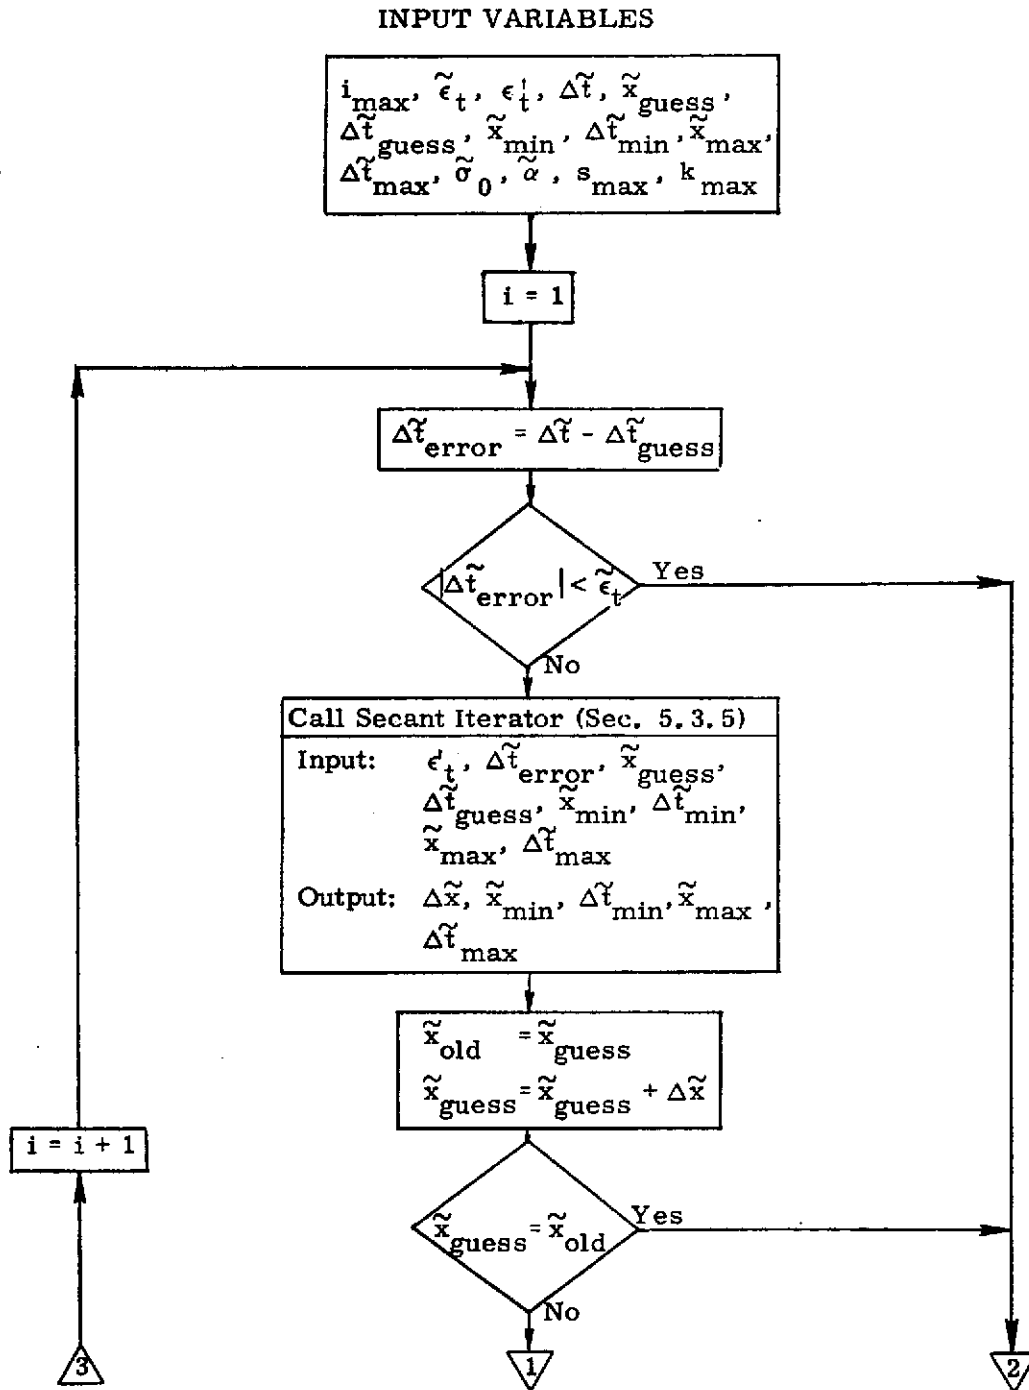 INPUT VARIABLES
i_max, ε̃_t, ε'_t, Δt̃, x̃_guess,
Δt̃_guess, x̃_min, Δt̃_min, x̃_max,
Δt̃_max, σ̃_0, α̃, s_max, k_max
i = 1
Δt̃_error = Δt̃ - Δt̃_guess
|Δt̃_error| < ε̃_t
Yes
No
Call Secant Iterator (Sec. 5.3.5)
Input: ε'_t, Δt̃_error, x̃_guess,
Δt̃_guess, x̃_min, Δt̃_min,
x̃_max, Δt̃_max
Output: Δx̃, x̃_min, Δt̃_min, x̃_max,
Δt̃_max
x̃_old = x̃_guess
x̃_guess = x̃_guess + Δx̃
i = i + 1
x̃_guess = x̃_old
Yes
No
3
1
2